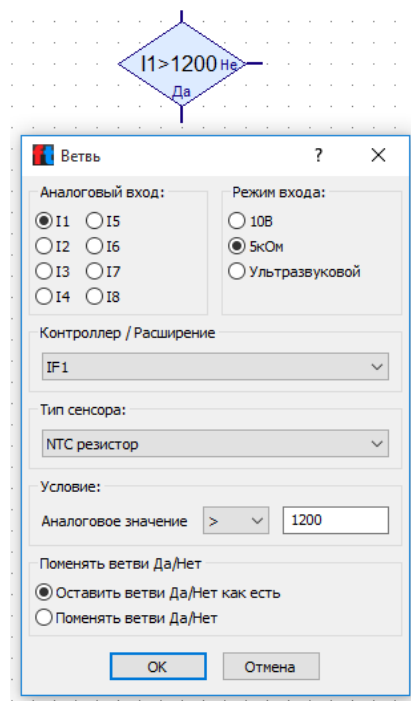 I1>1200 Не
Да
ft Ветвь ? X
Аналоговый вход:
I1 I5
I2 I6
I3 I7
I4 I8
Режим входа:
10В
5кОм
Ультразвуковой
Контроллер / Расширение
IF1
Тип сенсора:
NTC резистор
Условие:
Аналоговое значение > 1200
Поменять ветви Да/Нет
Оставить ветви Да/Нет как есть
Поменять ветви Да/Нет
OK Отмена